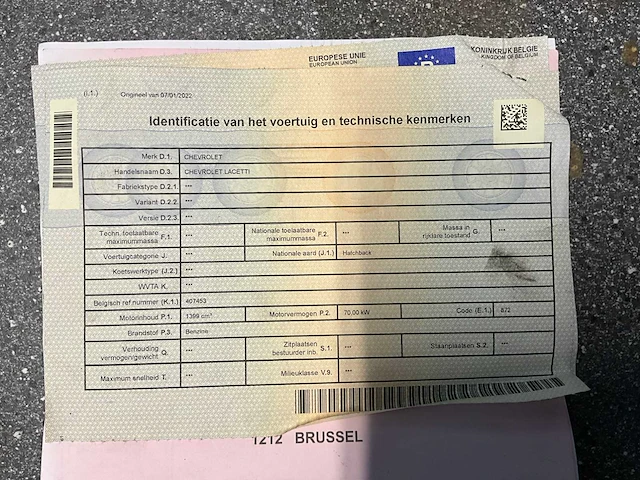 EUROPESE UNIE
EUROPEAN UNION
KONINKRIJK BELGIE
KINGDOM OF BELGIUM
(i.1.) Origineel van 07/01/2022
Identificatie van het voertuig en technische kenmerken
Merk D.1. CHEVROLET
Handelsnaam D.3. CHEVROLET LACETTI
Fabriekstype D.2.1. ***
Variant D.2.2. ***
Versie D.2.3. ***
Techn. toelaatbare maximummassa F.1. *** Nationale toelaatbare maximummassa F.2. *** Massa in rijklare toestand G. ***
Voertuigcategorie J. *** Nationale aard (J.1.) Hatchback
Koetswerktype (J.2.) ***
WVTA K. ***
Belgisch ref nummer (K.1.) 407453
Motorinhoud P.1. 1399 cm³ Motorvermogen P.2. 70,00 kW Code (E.1.) 872
Brandstof P.3. Benzine
Verhouding vermogen/gewicht Q. *** Zitplaatsen bestuurder inb. S.1. *** Staanplaatsen S.2. ***
Maximum snelheid T. *** Milieuklasse V.9. ***
1212 BRUSSEL